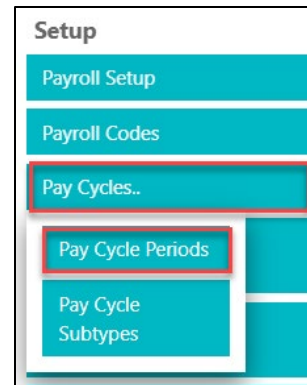 Setup
Payroll Setup
Payroll Codes
Pay Cycles..
Pay Cycle Periods
Pay Cycle
Subtypes